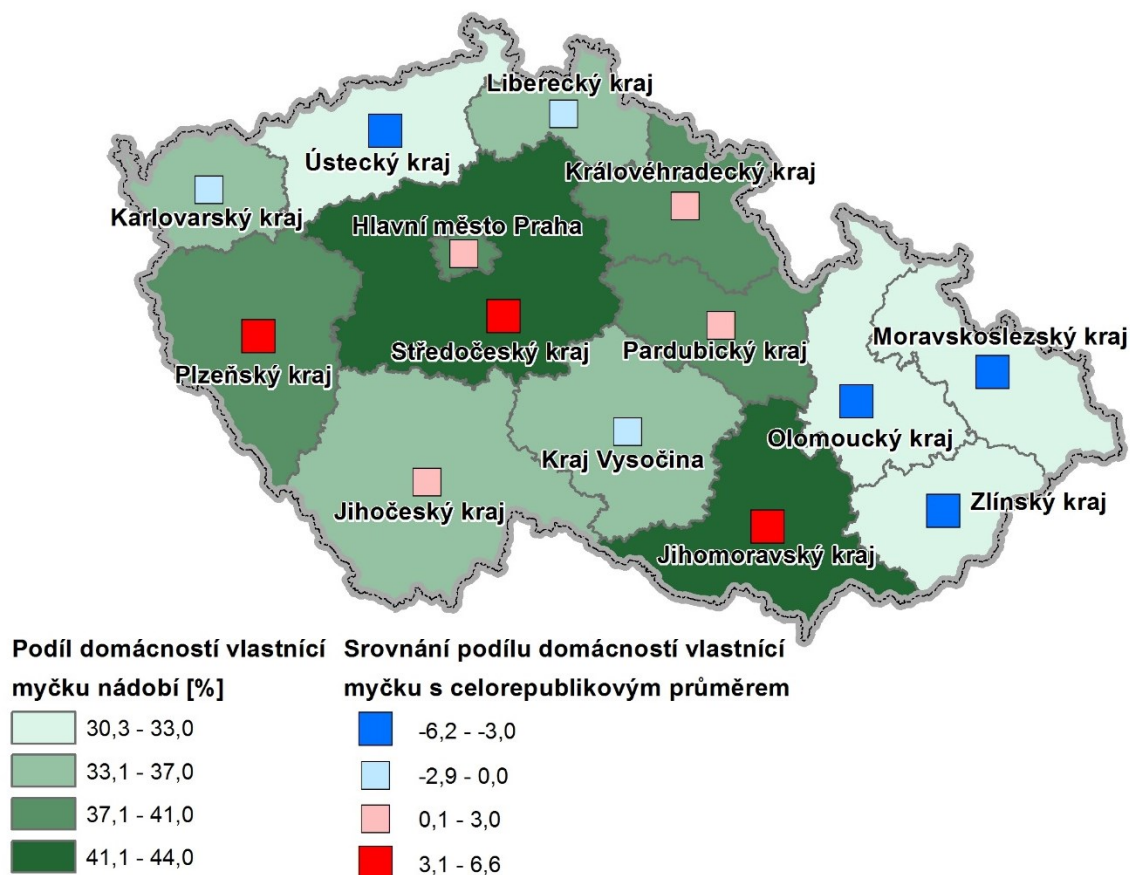 Liberecký kraj
Ústecký kraj
Královéhradecký kraj
Karlovarský kraj
Hlavní město Praha
Moravskoslezský kraj
Středočeský kraj
Pardubický kraj
Plzeňský kraj
Olomoucký kraj
Kraj Vysočina
Zlínský kraj
Jihočeský kraj
Jihomoravský kraj
Podíl domácností vlastnící
myčku nádobí [%]
30,3 - 33,0
33,1 - 37,0
37,1 - 41,0
41,1 - 44,0
Srovnání podílu domácností vlastnící
myčku s celorepublikovým průměrem
-6,2 - -3,0
-2,9 - 0,0
0,1 - 3,0
3,1 - 6,6